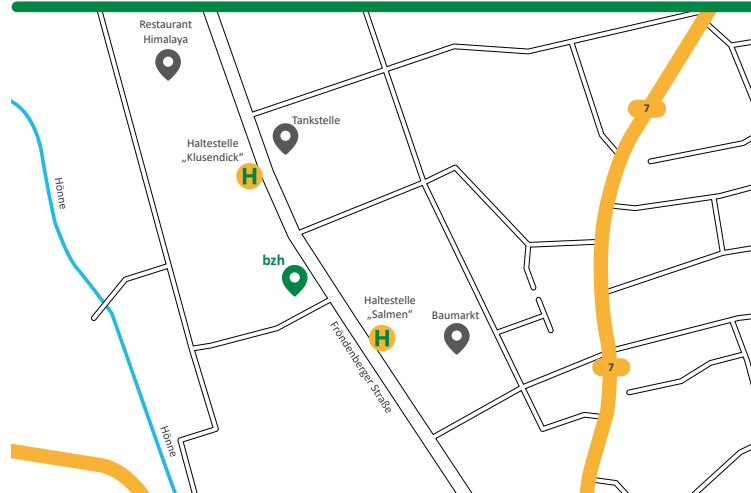 Restaurant
Himalaya
Tankstelle
7
Haltestelle
„Klusendick“
H
Hönne
bzh
Haltestelle
„Salmen“
H
Baumarkt
Fröndenberger Straße
7
Hönne